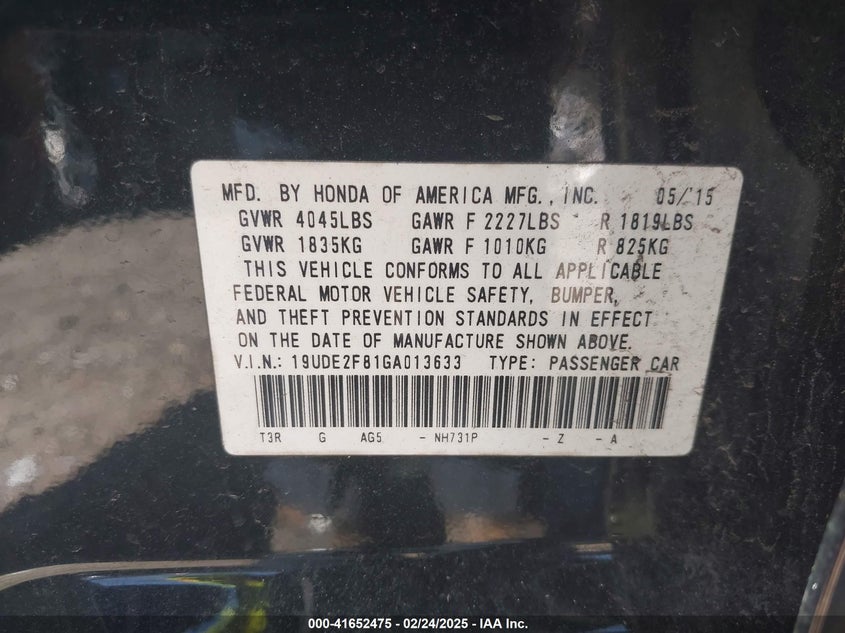 MFD. BY HONDA OF AMERICA MFG., INC. 05/'15
GVWR 4045LBS GAWR F 2227LBS R 1819LBS
GVWR 1835KG GAWR F 1010KG R 825KG
THIS VEHICLE CONFORMS TO ALL APPLICABLE
FEDERAL MOTOR VEHICLE SAFETY, BUMPER,
AND THEFT PREVENTION STANDARDS IN EFFECT
ON THE DATE OF MANUFACTURE SHOWN ABOVE.
V.I.N.: 19UDE2F81GA013633 TYPE: PASSENGER CAR
T3R G AG5 - NH731P - Z - A
000-41652475 - 02/24/2025 - IAA Inc.